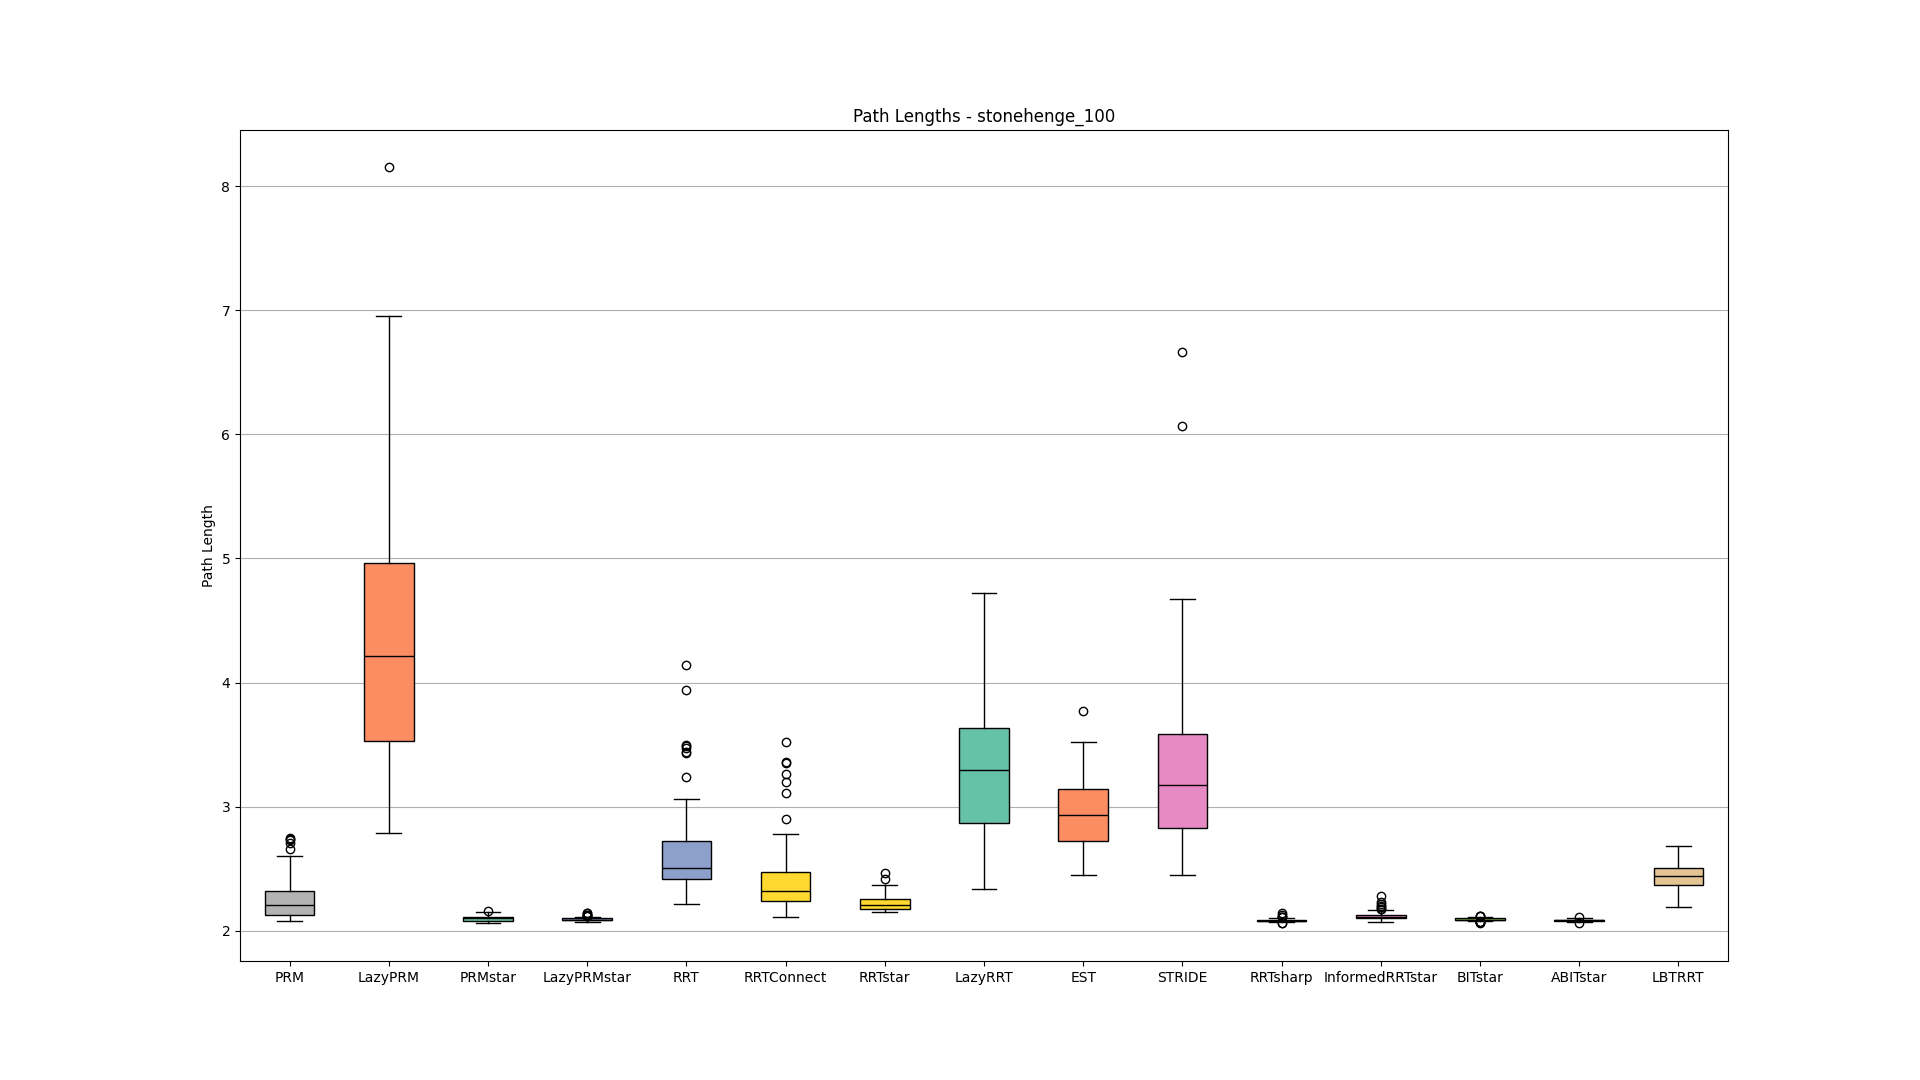 Path Lengths - stonehenge_100
Path Length
8
7
6
5
4
3
2
PRM LazyPRM PRMstar LazyPRMstar RRT RRTConnect RRTstar LazyRRT EST STRIDE RRTsharp InformedRRTstar BITstar ABITstar LBTRRT